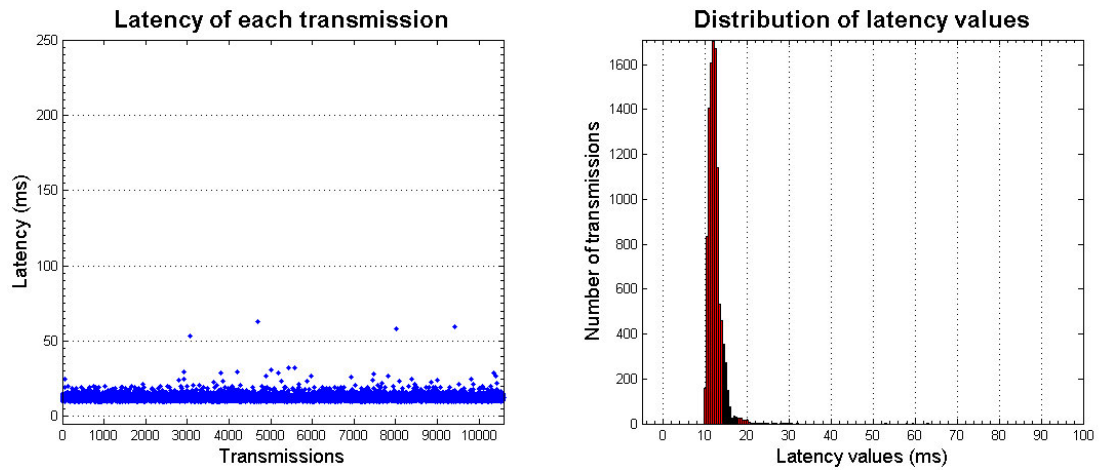 Latency of each transmission
250
200
150
100
50
0
Latency (ms)
0 1000 2000 3000 4000 5000 6000 7000 8000 9000 10000
Transmissions
Distribution of latency values
1600
1400
1200
1000
800
600
400
200
0
Number of transmissions
0 10 20 30 40 50 60 70 80 90 100
Latency values (ms)